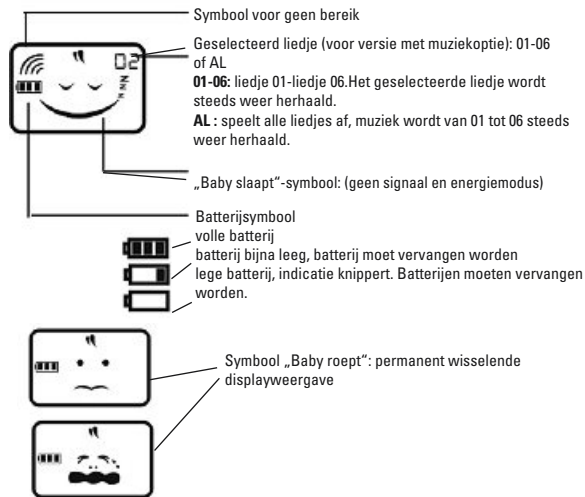 Symbool voor geen bereik
Geselecteerd liedje (voor versie met muziekoptie): 01-06
of AL
01-06: liedje 01-liedje 06.Het geselecteerde liedje wordt
steeds weer herhaald.
AL : speelt alle liedjes af, muziek wordt van 01 tot 06 steeds
weer herhaald.
02
z z z z
„Baby slaapt"-symbool: (geen signaal en energiemodus)
Batterijsymbool
volle batterij
batterij bijna leeg, batterij moet vervangen worden
lege batterij, indicatie knippert. Batterijen moeten vervangen
worden.
Symbool „Baby roept": permanent wisselende
displayweergave